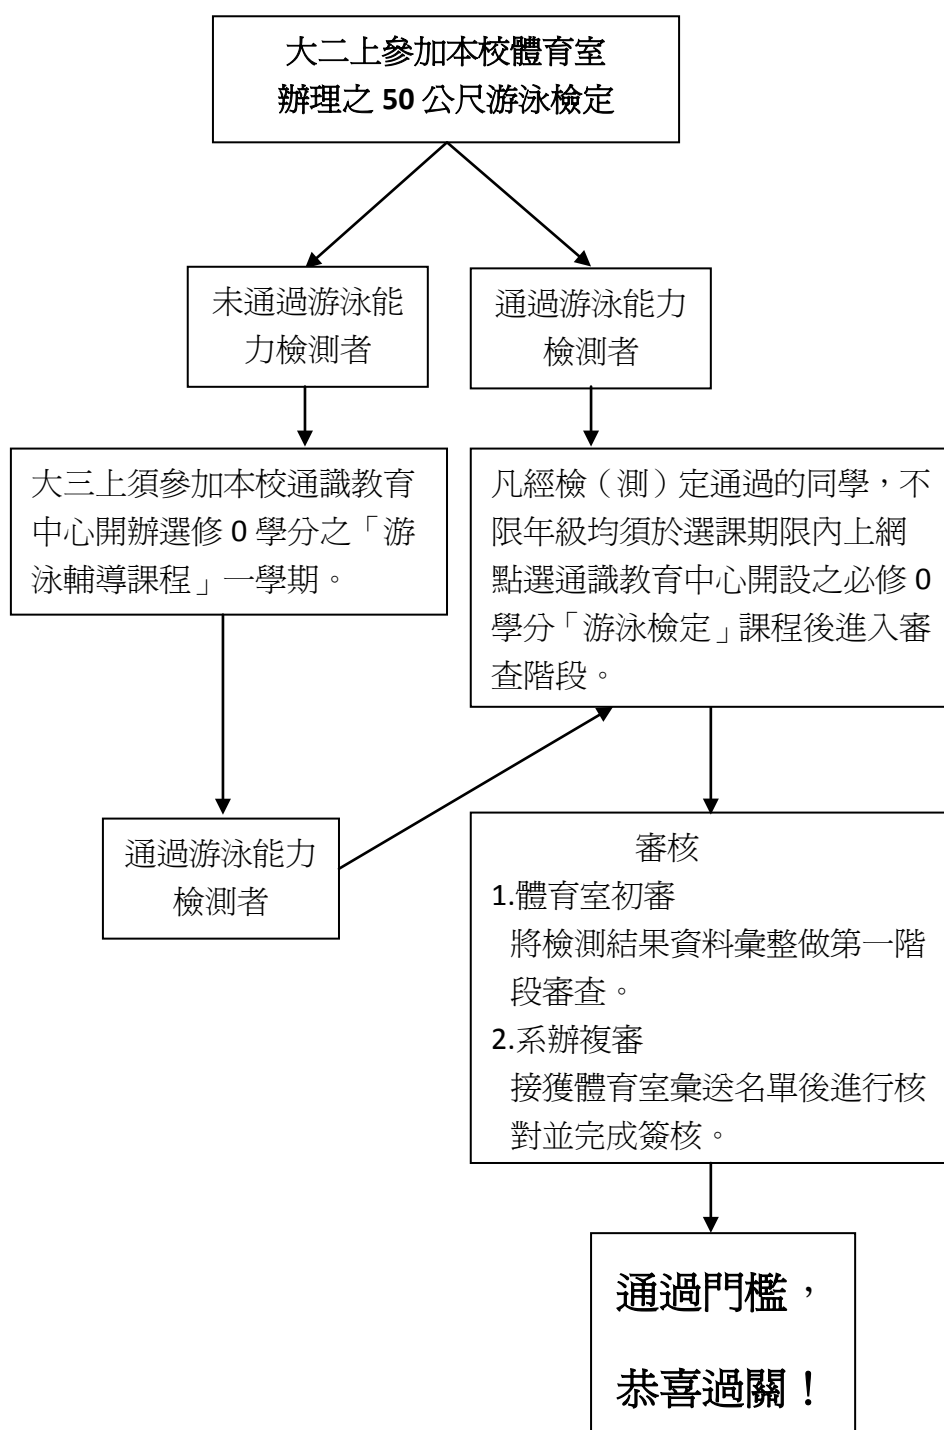 大二上參加本校體育室
辦理之 50 公尺游泳檢定
未通過游泳能
力檢測者
通過游泳能力
檢測者
大三上須參加本校通識教育
中心開辦選修 0 學分之「游
泳輔導課程」一學期。
凡經檢（測）定通過的同學，不
限年級均須於選課期限內上網
點選通識教育中心開設之必修 0
學分「游泳檢定」課程後進入審
查階段。
通過游泳能力
檢測者
審核
1.體育室初審
將檢測結果資料彙整做第一階
段審查。
2.系辦複審
接獲體育室彙送名單後進行核
對並完成簽核。
通過門檻，
恭喜過關！